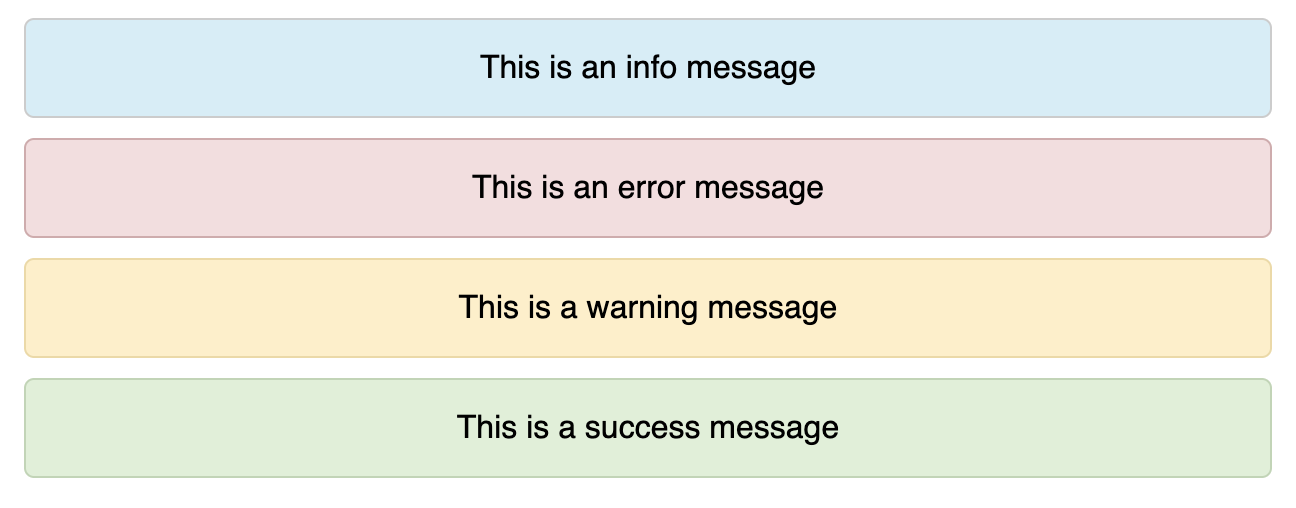 This is an info message
This is an error message
This is a warning message
This is a success message